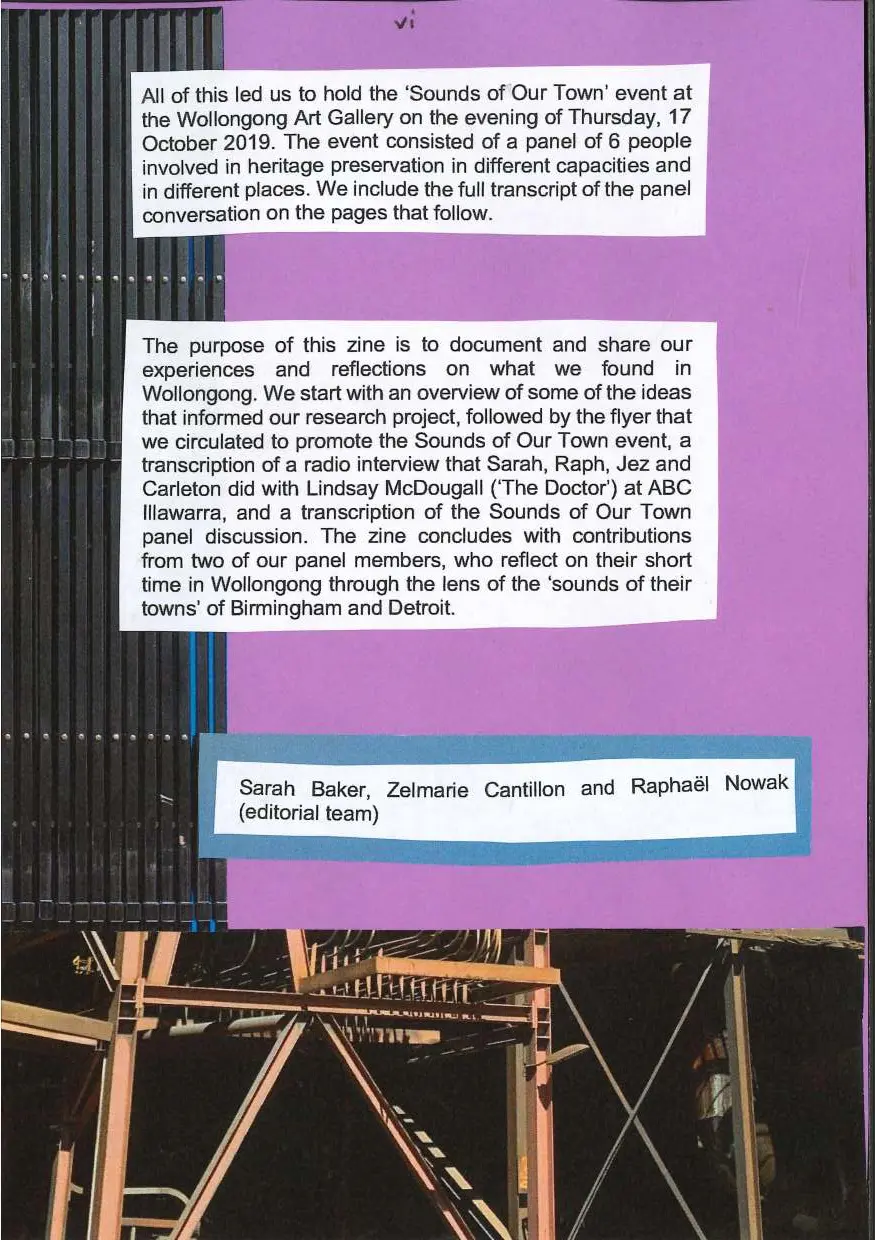 vi
All of this led us to hold the ‘Sounds of Our Town’ event at
the Wollongong Art Gallery on the evening of Thursday, 17
October 2019. The event consisted of a panel of 6 people
involved in heritage preservation in different capacities and
in different places. We include the full transcript of the panel
conversation on the pages that follow.
The purpose of this zine is to document and share our
experiences and reflections on what we found in
Wollongong. We start with an overview of some of the ideas
that informed our research project, followed by the flyer that
we circulated to promote the Sounds of Our Town event, a
transcription of a radio interview that Sarah, Raph, Jez and
Carleton did with Lindsay McDougall (‘The Doctor’) at ABC
Illawarra, and a transcription of the Sounds of Our Town
panel discussion. The zine concludes with contributions
from two of our panel members, who reflect on their short
time in Wollongong through the lens of the ‘sounds of their
towns’ of Birmingham and Detroit.
Sarah Baker, Zelmarie Cantillon and Raphaël Nowak
(editorial team)